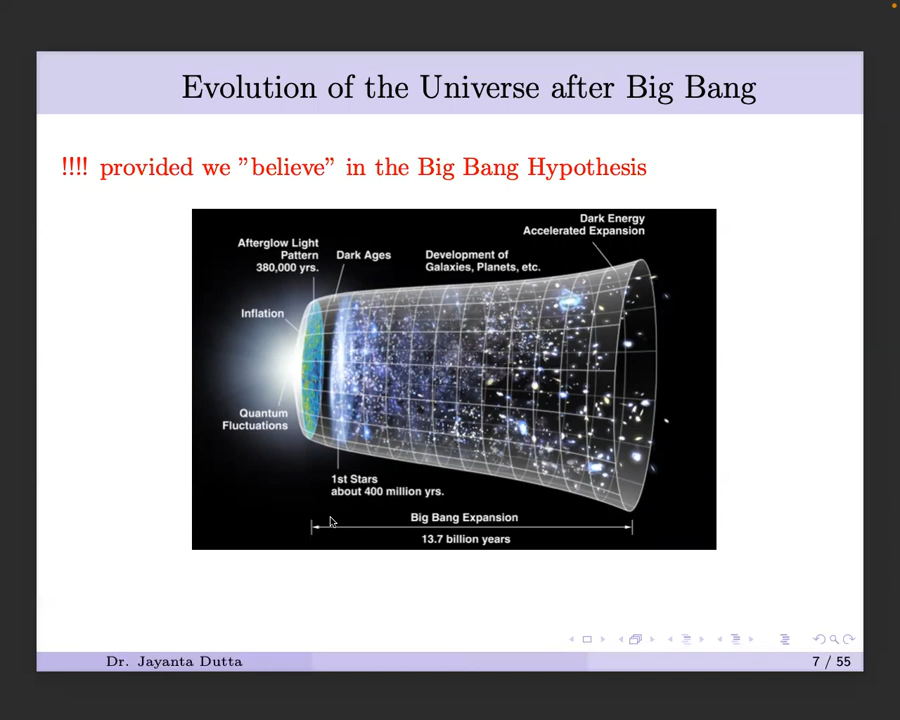 Evolution of the Universe after Big Bang
!!!! provided we ”believe” in the Big Bang Hypothesis
Dark Energy
Accelerated Expansion
Afterglow Light
Pattern
380,000 yrs.
Dark Ages
Development of
Galaxies, Planets, etc.
Inflation
Quantum
Fluctuations
1st Stars
about 400 million yrs.
Big Bang Expansion
13.7 billion years
Dr. Jayanta Dutta
7 / 55